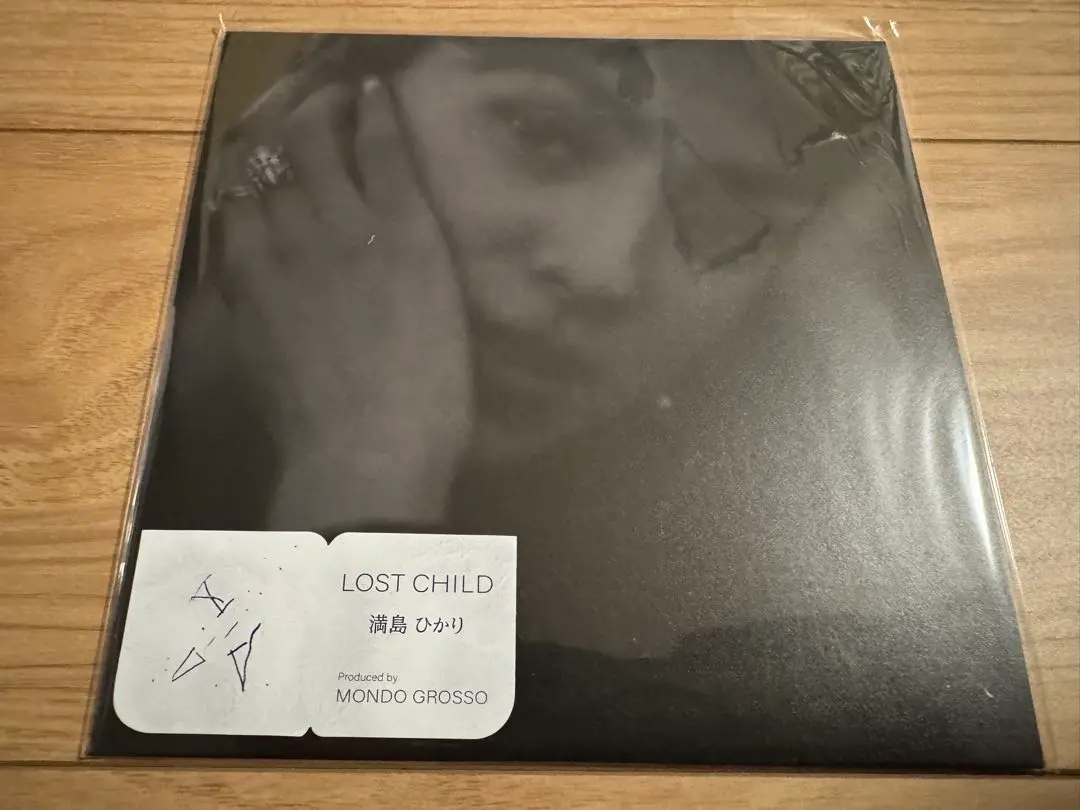 LOST CHILD
満島 ひかり
Produced by
MONDO GROSSO